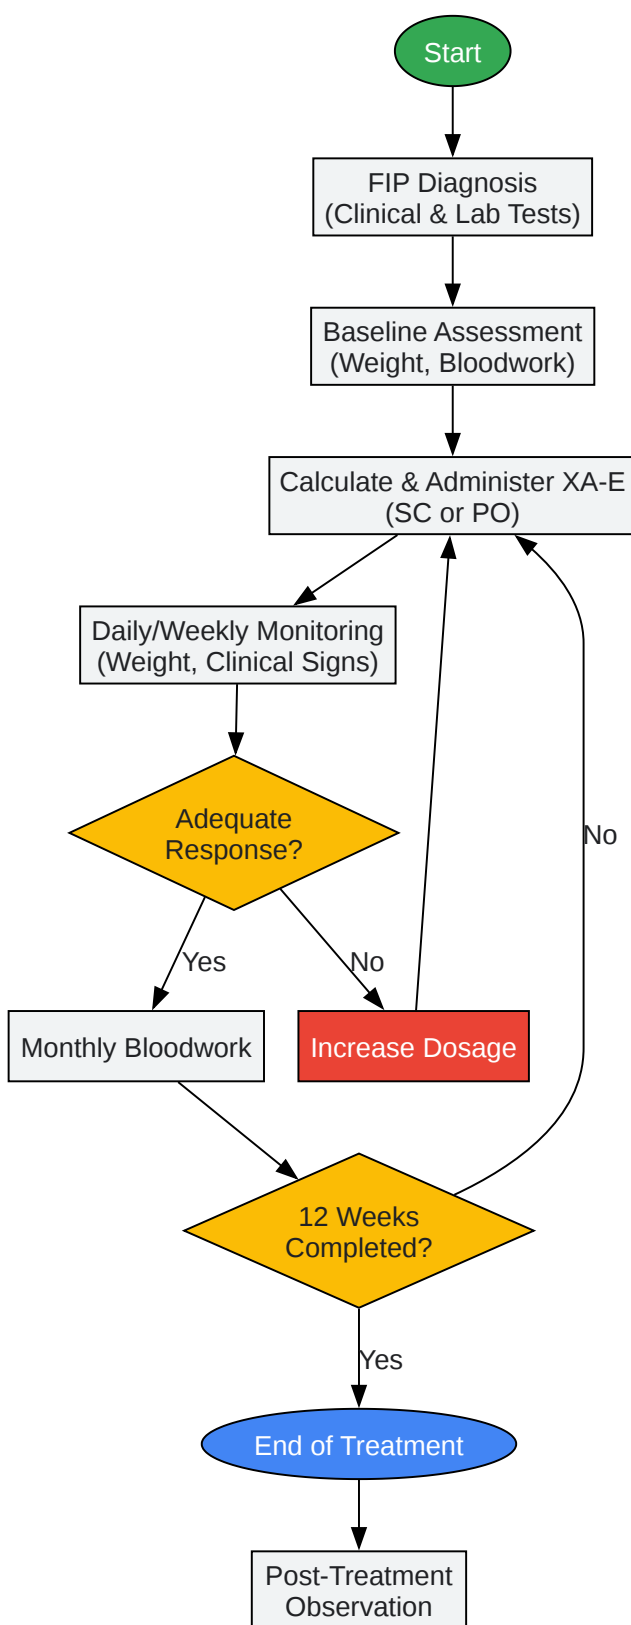 Start
FIP Diagnosis
(Clinical & Lab Tests)
Baseline Assessment
(Weight, Bloodwork)
Calculate & Administer XA-E
(SC or PO)
Daily/Weekly Monitoring
(Weight, Clinical Signs)
Adequate
Response?
No
Yes
No
Monthly Bloodwork
Increase Dosage
12 Weeks
Completed?
Yes
End of Treatment
Post-Treatment
Observation